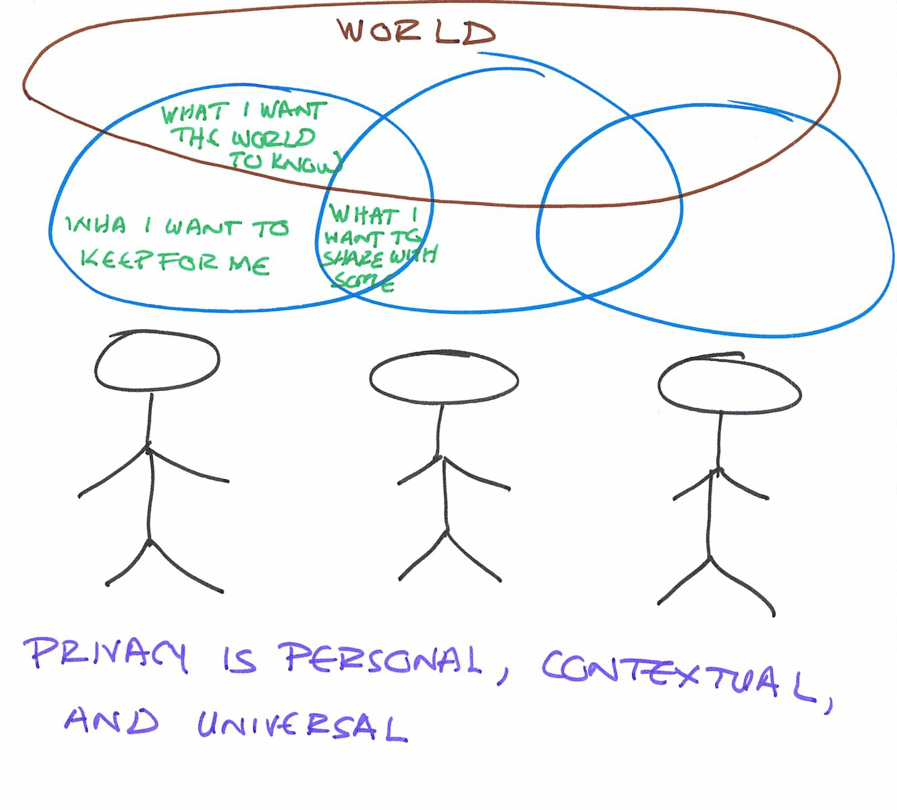 WORLD
WHAT I WANT
THE WORLD
TO KNOW
WHA I WANT TO
KEEP FOR ME
WHAT I
WANT TO
SHARE WITH
SOME
PRIVACY IS PERSONAL, CONTEXTUAL,
AND UNIVERSAL